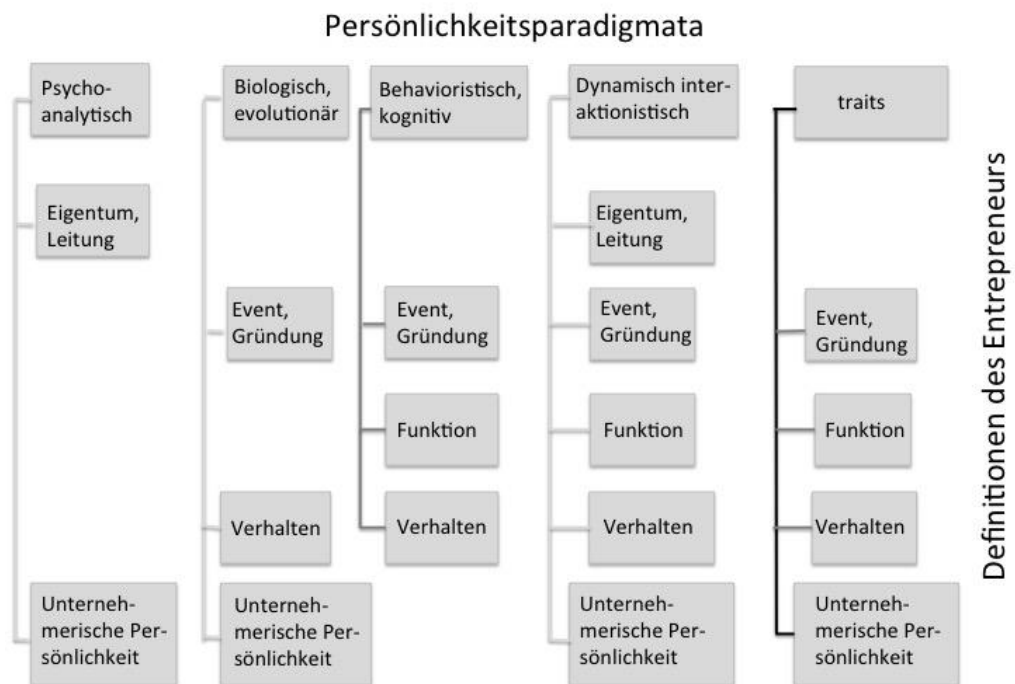 Persönlichkeitsparadigmata
Psycho-
analytisch
Eigentum,
Leitung
Unterneh-
merische Per-
sönlichkeit
Biologisch,
evolutionär
Event,
Gründung
Verhalten
Unterneh-
merische Per-
sönlichkeit
Behavioristisch,
kognitiv
Event,
Gründung
Funktion
Verhalten
Dynamisch inter-
aktionistisch
Eigentum,
Leitung
Event,
Gründung
Funktion
Verhalten
Unterneh-
merische Per-
sönlichkeit
traits
Event,
Gründung
Funktion
Verhalten
Unterneh-
merische Per-
sönlichkeit
Definitionen des Entrepreneurs